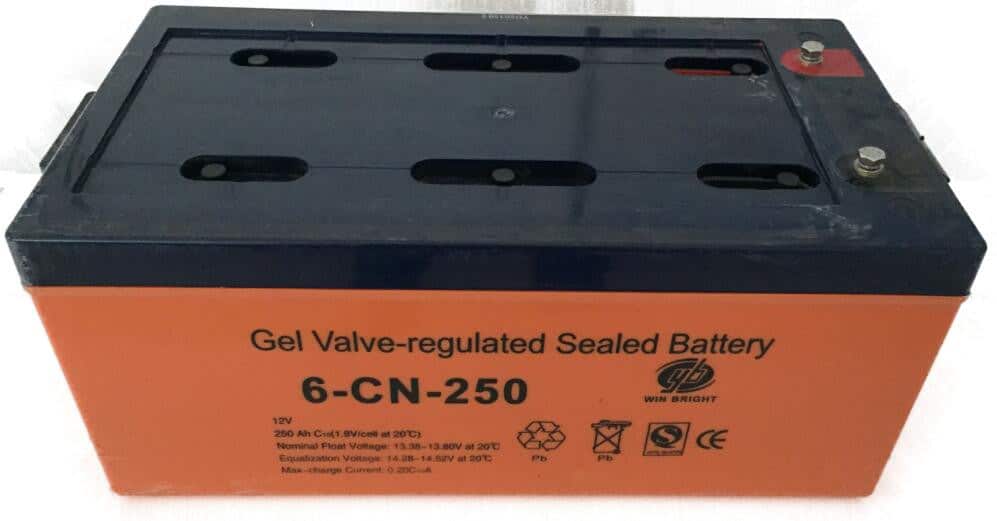 Gel Valve-regulated Sealed Battery
6-CN-250
WIN BRIGHT
12V
250 Ah C₁₀(1.8V/cell at 20℃)
Nominal Float Voltage: 13.38-13.80V at 20℃
Equalization Voltage: 14.28-14.52V at 20℃
Max-charge Current: 0.20C₁₀A
Pb
Pb
CE